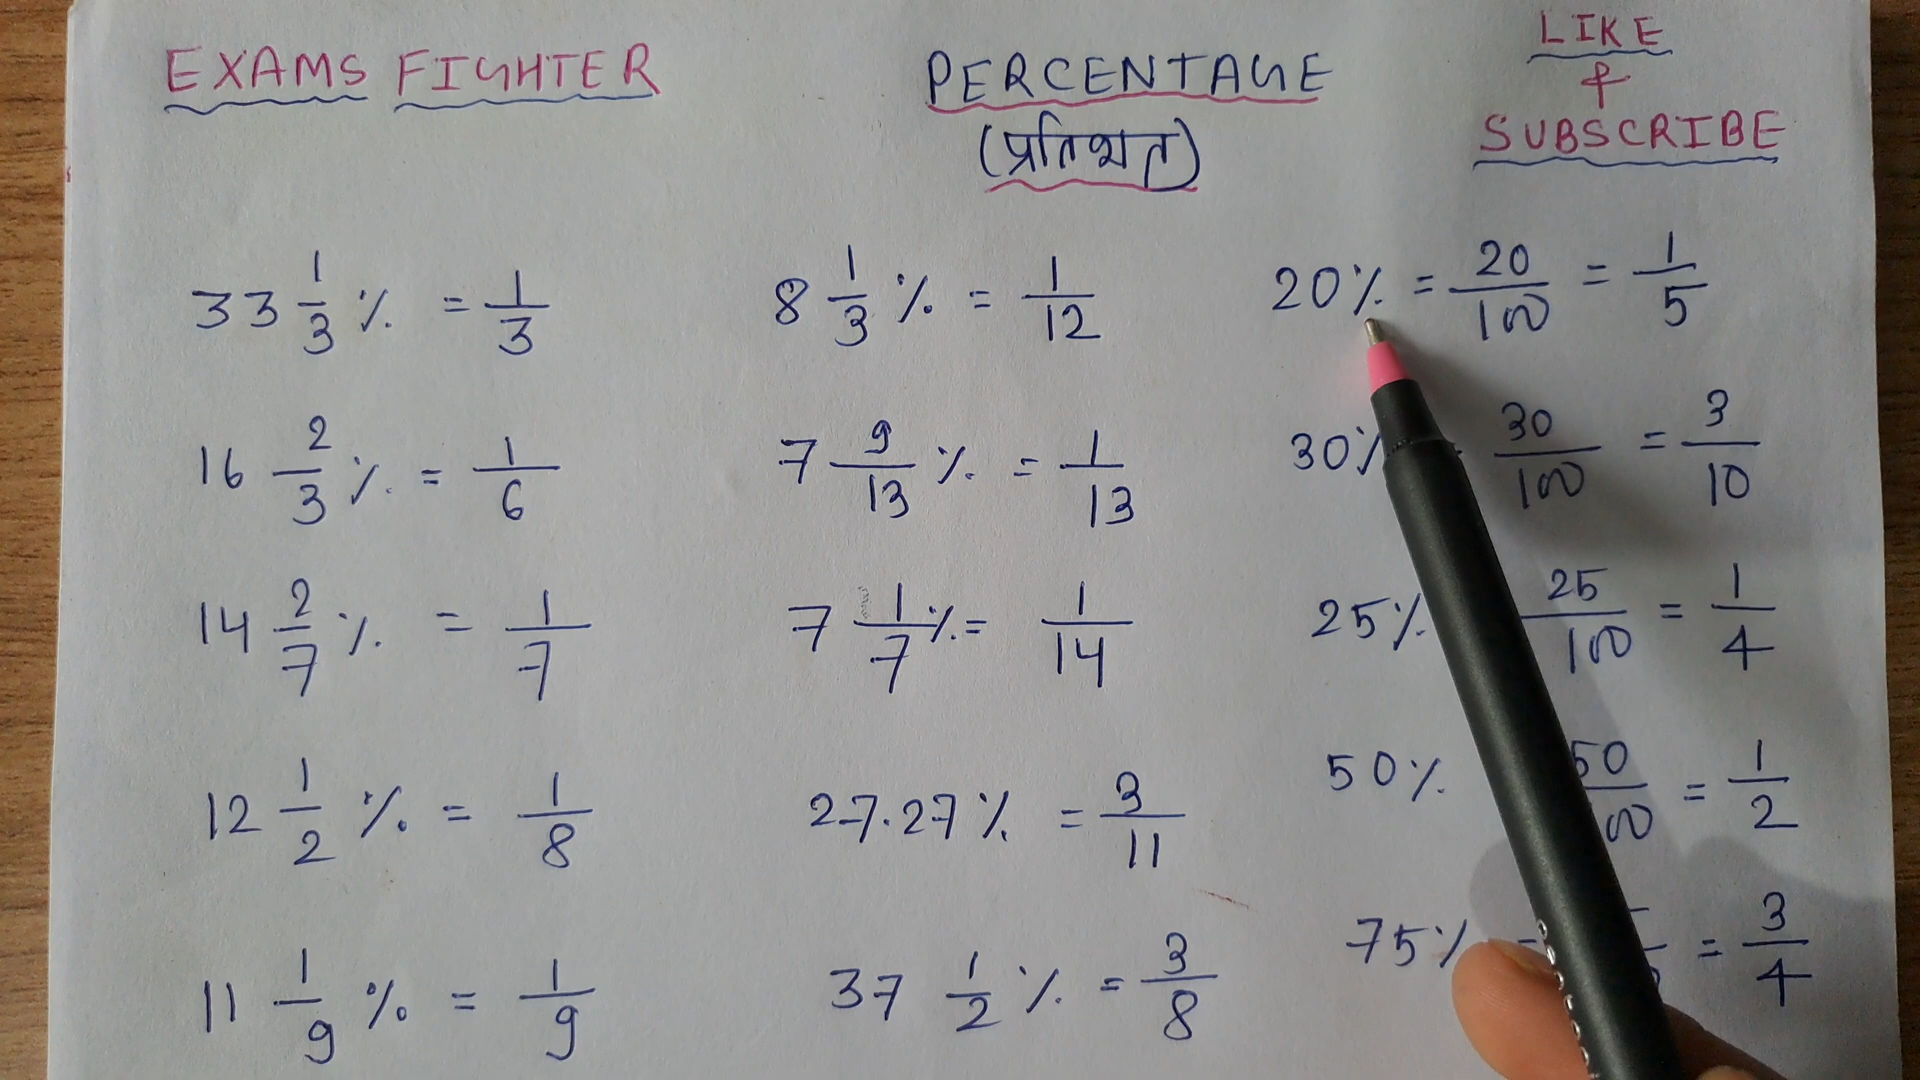 EXAMS FIGHTER
PERCENTAGE
(प्रतिशत)
LIKE
&
SUBSCRIBE
33 1/3 % = 1/3
16 2/3 % = 1/6
14 2/7 % = 1/7
12 1/2 % = 1/8
11 1/9 % = 1/9
8 1/3 % = 1/12
7 9/13 % = 1/13
7 1/7 % = 1/14
27.27 % = 3/11
37 1/2 % = 3/8
20% = 20/100 = 1/5
30% = 30/100 = 3/10
25% 25/100 = 1/4
50% 50/100 = 1/2
75% = = 3/4